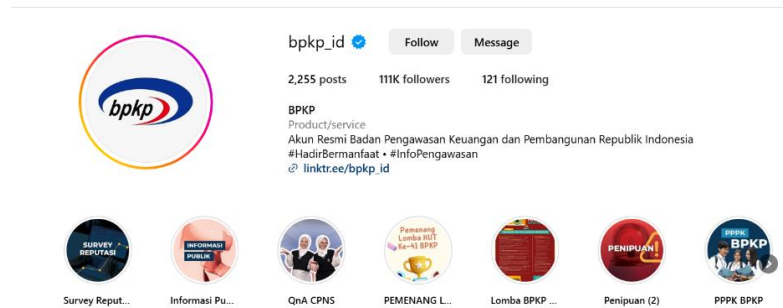 bpkp_id Follow Message
2,255 posts 111K followers 121 following
bpkp
BPKP
Product/service
Akun Resmi Badan Pengawasan Keuangan dan Pembangunan Republik Indonesia
#HadirBermanfaat • #InfoPengawasan
linktr.ee/bpkp_id
SURVEY
REPUTASI
INFORMASI
PUBLIK
Pemenang
Lomba HUT
Ke-41 BPKP
PENIPUAN
PPPK
BPKP
Survey Reput... Informasi Pu... QnA CPNS PEMENANG L... Lomba BPKP ... Penipuan (2) PPPK BPKP